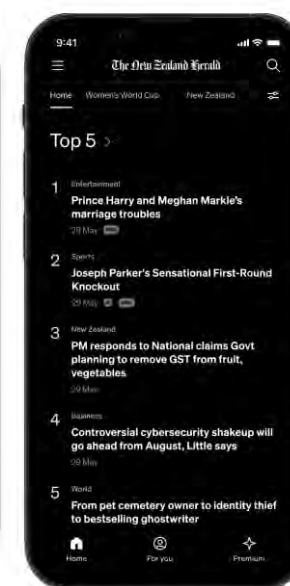 9:41
The New Zealand Herald
Home Women's World Cup New Zealand
Top 5 >
1 Entertainment
Prince Harry and Meghan Markle's
marriage troubles
29 May
2 Sports
Joseph Parker's Sensational First-Round
Knockout
29 May
3 New Zealand
PM responds to National claims Govt
planning to remove GST from fruit,
vegetables
29 May
4 Business
Controversial cybersecurity shakeup will
go ahead from August, Little says
29 May
5 World
From pet cemetery owner to identity thief
to bestselling ghostwriter
Home For you Premium